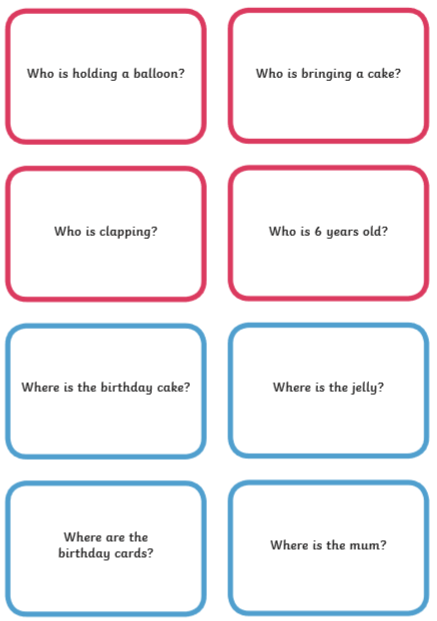 Who is holding a balloon?
Who is bringing a cake?
Who is clapping?
Who is 6 years old?
Where is the birthday cake?
Where is the jelly?
Where are the
birthday cards?
Where is the mum?